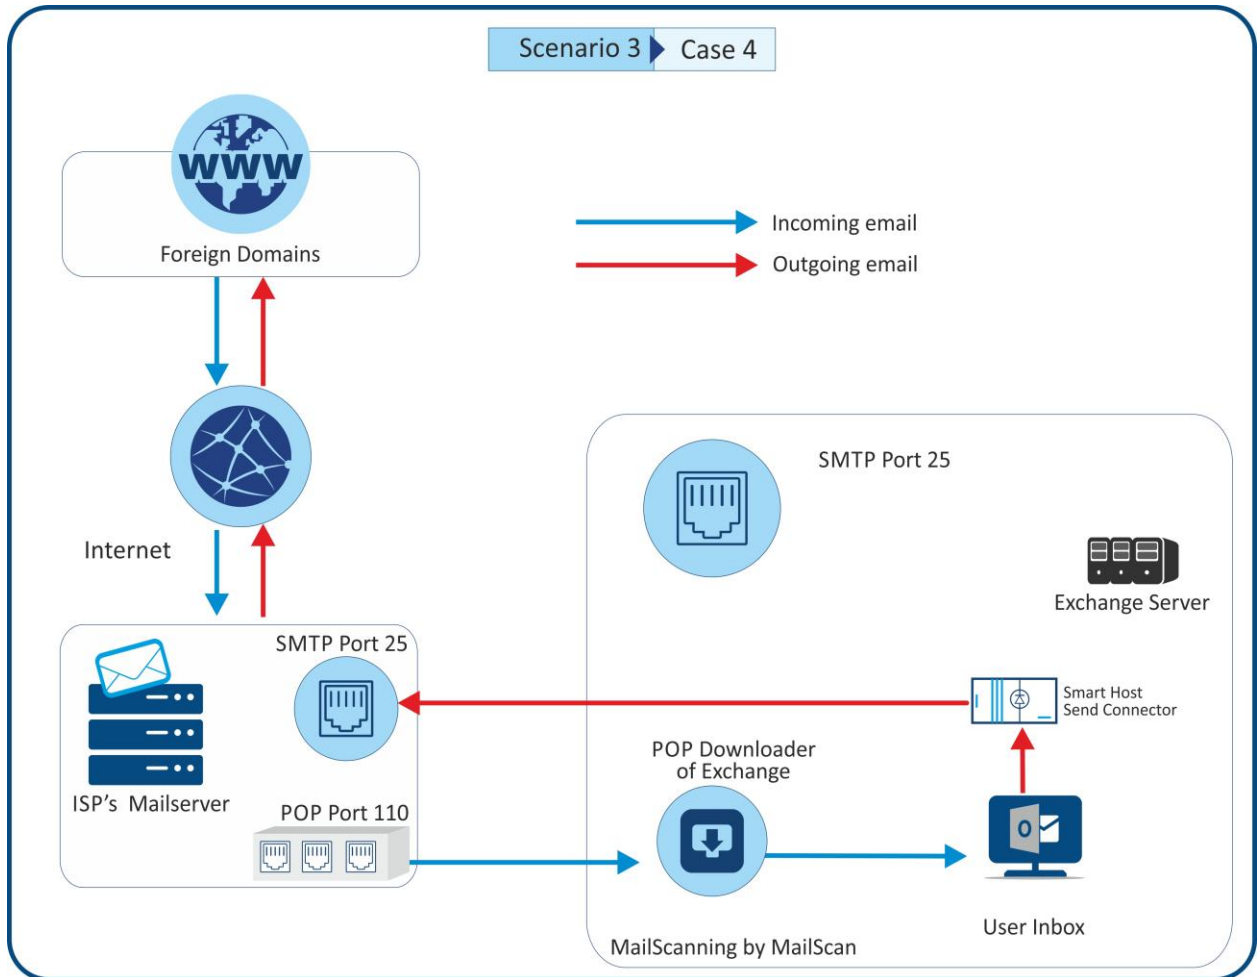 Scenario 3 Case 4
WWW
Foreign Domains
Incoming email
Outgoing email
Internet
SMTP Port 25
ISP's Mailserver
POP Port 110
SMTP Port 25
Exchange Server
Smart Host
Send Connector
POP Downloader
of Exchange
O
User Inbox
MailScanning by MailScan